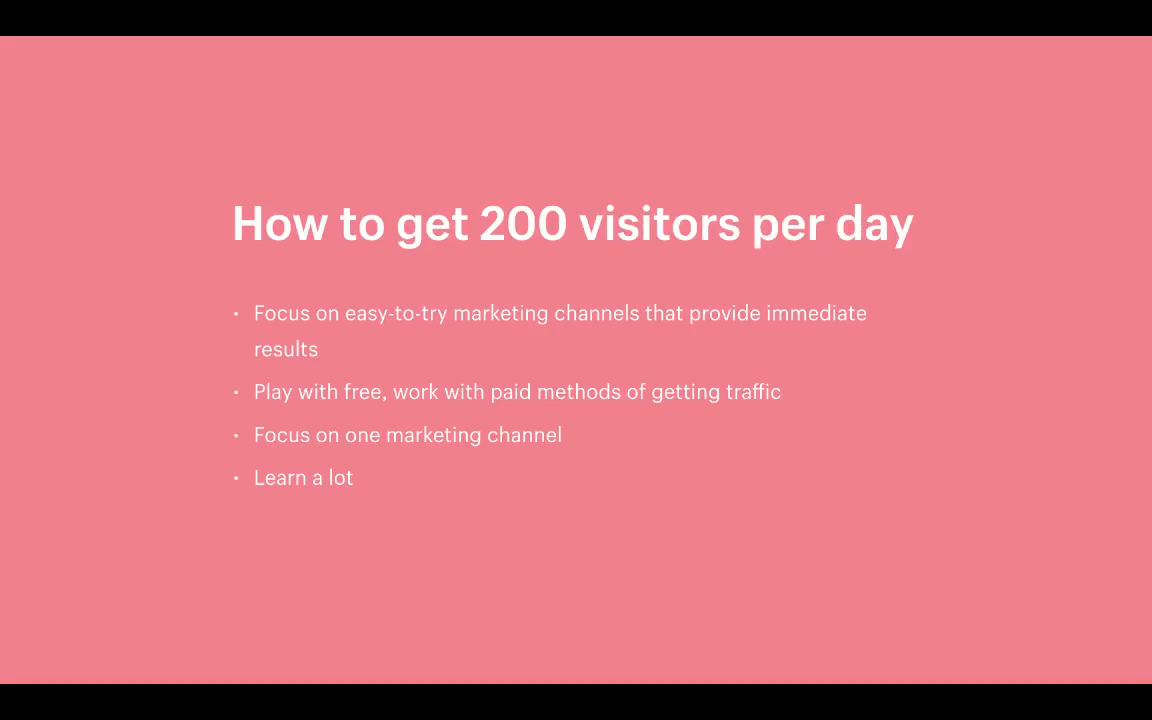 How to get 200 visitors per day
• Focus on easy-to-try marketing channels that provide immediate
results
• Play with free, work with paid methods of getting traffic
• Focus on one marketing channel
• Learn a lot